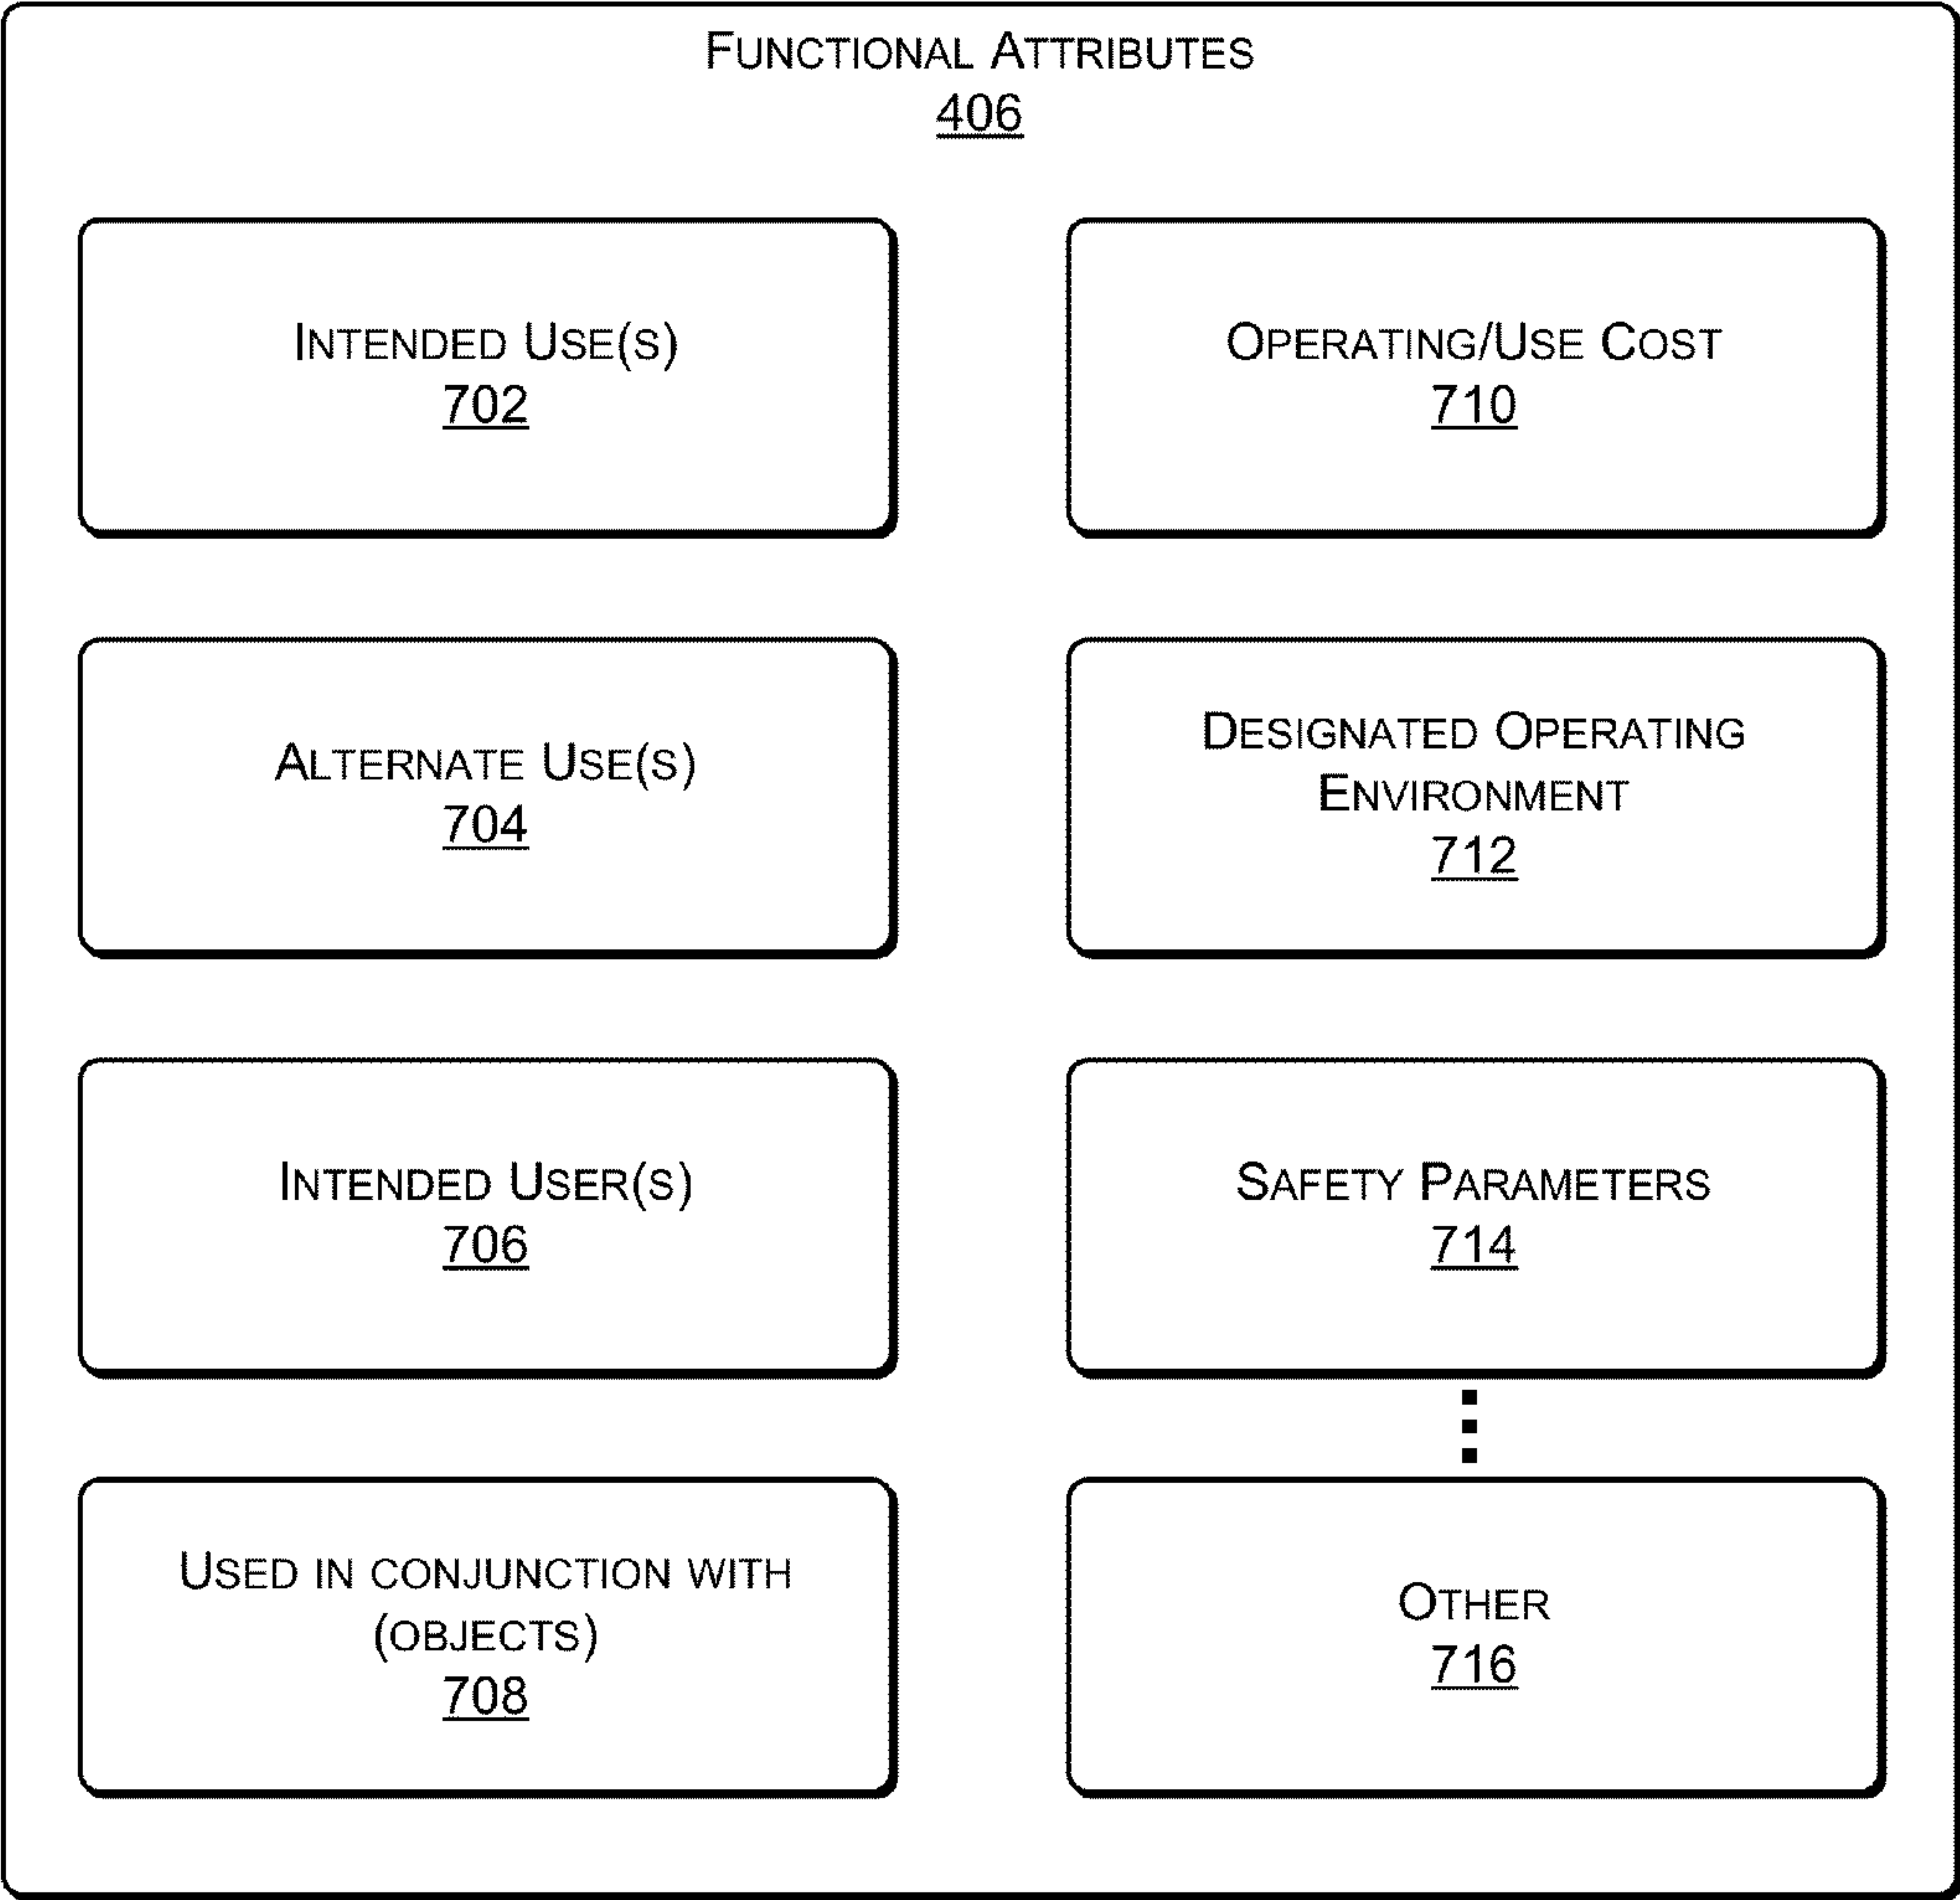 FUNCTIONAL ATTRIBUTES
406
INTENDED USE(S)
702
OPERATING/USE COST
710
ALTERNATE USE(S)
704
DESIGNATED OPERATING
ENVIRONMENT
712
INTENDED USER(S)
706
SAFETY PARAMETERS
714
USED IN CONJUNCTION WITH
(OBJECTS)
708
OTHER
716